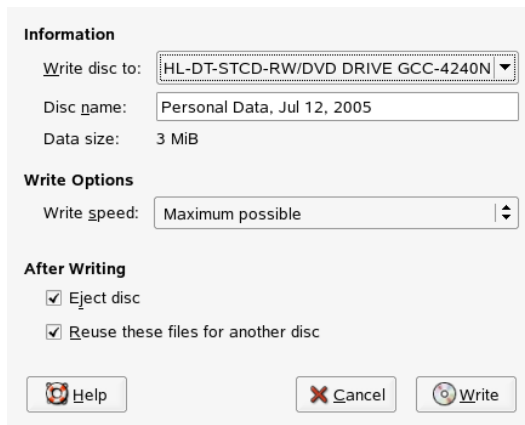 Information
Write disc to: HL-DT-STCD-RW/DVD DRIVE GCC-4240N
Disc name: Personal Data, Jul 12, 2005
Data size: 3 MiB
Write Options
Write speed: Maximum possible
After Writing
Eject disc
Reuse these files for another disc
Help Cancel Write